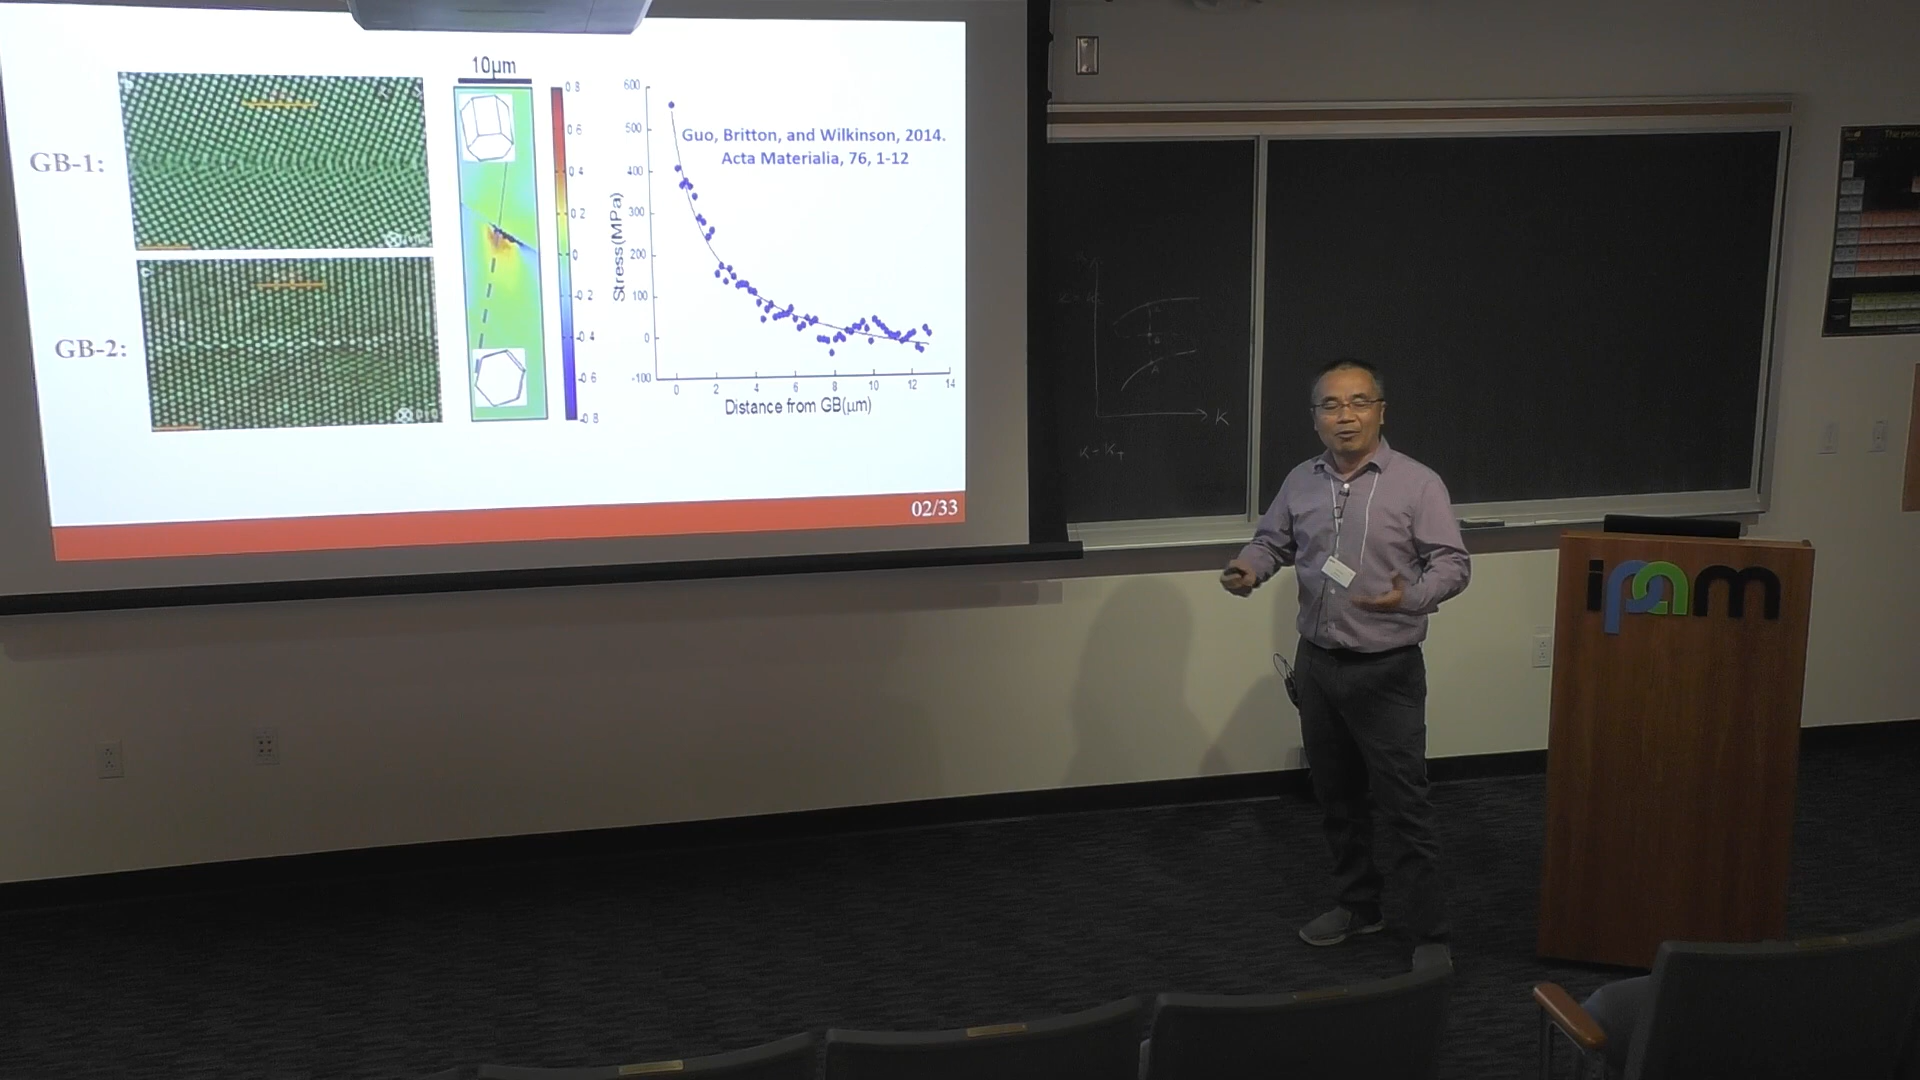 GB-1:
GB-2:
10μm
0 8
0 6
0 4
0 2
0
-0 2
-0 4
-0 6
-0 8
600
500
400
300
200
100
0
-100
Stress(MPa)
Guo, Britton, and Wilkinson, 2014.
Acta Materialia, 76, 1-12
0 2 4 6 8 10 12 14
Distance from GB(μm)
02/33
K
K = K_T
ipam